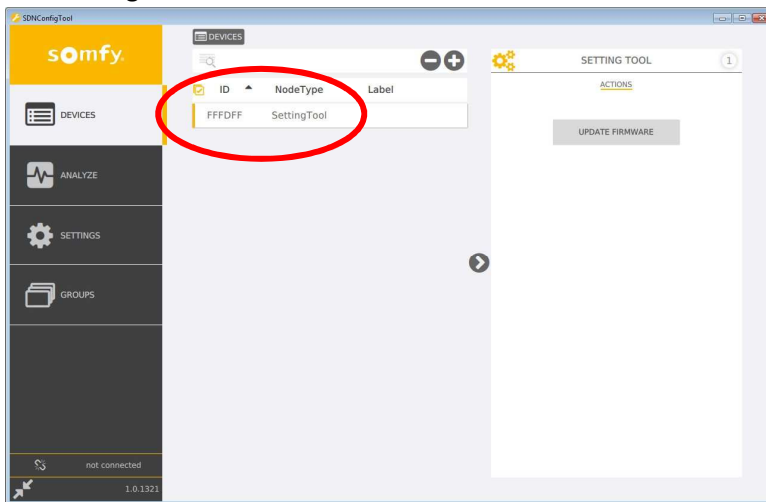 SDNConfigTool
somfy.
DEVICES
ANALYZE
SETTINGS
GROUPS
not connected
1.0.1321
DEVICES
ID NodeType Label
FFFDFF SettingTool
SETTING TOOL 1
ACTIONS
UPDATE FIRMWARE